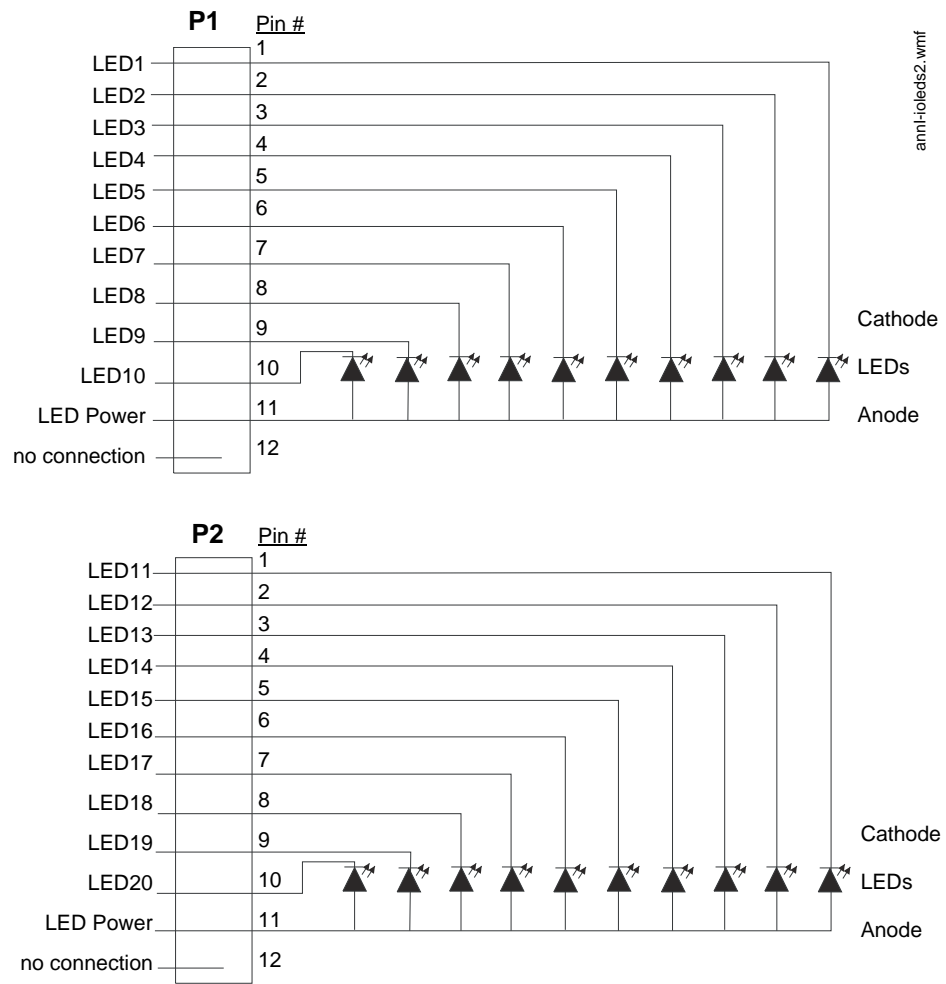 P1 Pin #
1
LED1
2
LED2
3
LED3
4
LED4
5
LED5
6
LED6
7
LED7
8
LED8
9
LED9
10
LED10
11
LED Power
12
no connection
Cathode
LEDs
Anode
annI-ioleds2.wmf
P2 Pin #
1
LED11
2
LED12
3
LED13
4
LED14
5
LED15
6
LED16
7
LED17
8
LED18
9
LED19
10
LED20
11
LED Power
12
no connection
Cathode
LEDs
Anode